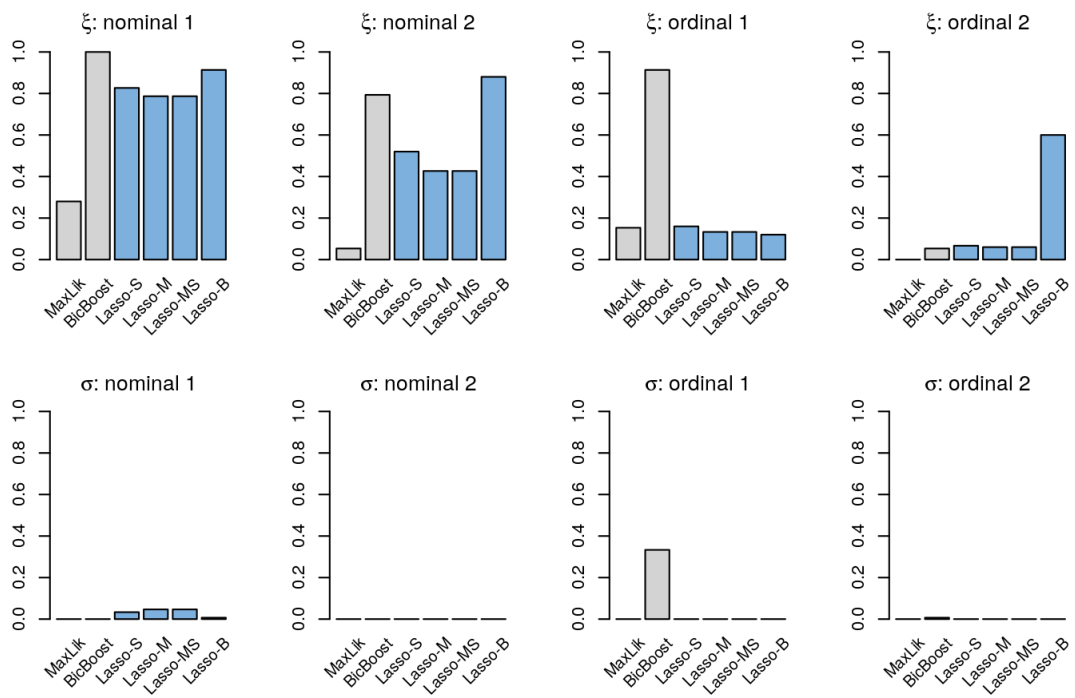 ξ: nominal 1
0.0 0.2 0.4 0.6 0.8 1.0
MaxLik BicBoost Lasso-S Lasso-M Lasso-MS Lasso-B
ξ: nominal 2
0.0 0.2 0.4 0.6 0.8 1.0
MaxLik BicBoost Lasso-S Lasso-M Lasso-MS Lasso-B
ξ: ordinal 1
0.0 0.2 0.4 0.6 0.8 1.0
MaxLik BicBoost Lasso-S Lasso-M Lasso-MS Lasso-B
ξ: ordinal 2
0.0 0.2 0.4 0.6 0.8 1.0
MaxLik BicBoost Lasso-S Lasso-M Lasso-MS Lasso-B
σ: nominal 1
0.0 0.2 0.4 0.6 0.8 1.0
MaxLik BicBoost Lasso-S Lasso-M Lasso-MS Lasso-B
σ: nominal 2
0.0 0.2 0.4 0.6 0.8 1.0
MaxLik BicBoost Lasso-S Lasso-M Lasso-MS Lasso-B
σ: ordinal 1
0.0 0.2 0.4 0.6 0.8 1.0
MaxLik BicBoost Lasso-S Lasso-M Lasso-MS Lasso-B
σ: ordinal 2
0.0 0.2 0.4 0.6 0.8 1.0
MaxLik BicBoost Lasso-S Lasso-M Lasso-MS Lasso-B